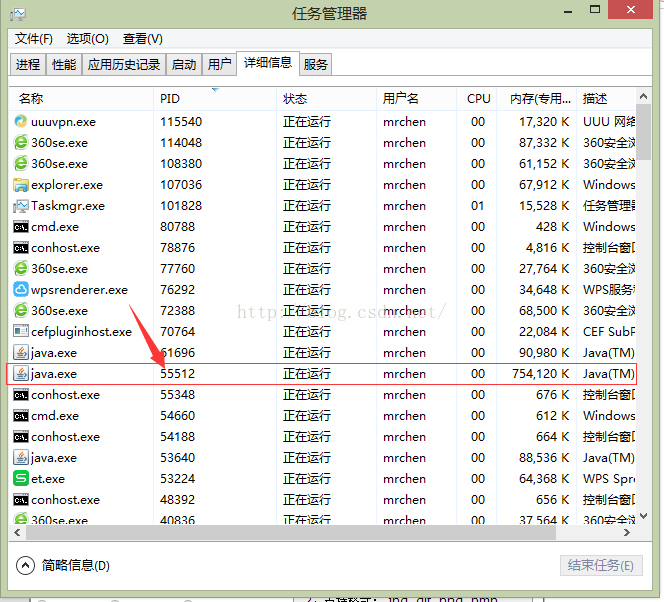 任务管理器
文件(F) 选项(O) 查看(V)
进程 性能 应用历史记录 启动 用户 详细信息 服务
名称 PID 状态 用户名 CPU 内存(专用... 描述
uuuvpn.exe 115540 正在运行 mrchen 00 17,320 K UUU 网络
360se.exe 114048 正在运行 mrchen 00 87,332 K 360安全浏
360se.exe 108380 正在运行 mrchen 00 61,152 K 360安全浏
explorer.exe 107036 正在运行 mrchen 00 67,912 K Windows
Taskmgr.exe 101828 正在运行 mrchen 01 15,528 K 任务管理器
cmd.exe 80788 正在运行 mrchen 00 428 K Windows
conhost.exe 78876 正在运行 mrchen 00 4,816 K 控制台窗口
360se.exe 77760 正在运行 mrchen 00 27,764 K 360安全浏
wpsrenderer.exe 76292 正在运行 mrchen 00 34,648 K WPS服务
360se.exe 72388 正在运行 mrchen 00 68,500 K 360安全浏
http://blog.csdn.net/
cefpluginhost.exe 70764 正在运行 mrchen 00 22,084 K CEF SubP
java.exe 61696 正在运行 mrchen 00 90,980 K Java(TM)
java.exe 55512 正在运行 mrchen 00 754,120 K Java(TM)
conhost.exe 55348 正在运行 mrchen 00 676 K 控制台窗口
cmd.exe 54660 正在运行 mrchen 00 612 K Windows
conhost.exe 54188 正在运行 mrchen 00 664 K 控制台窗口
java.exe 53640 正在运行 mrchen 00 88,536 K Java(TM)
et.exe 53224 正在运行 mrchen 00 64,368 K WPS Spre
conhost.exe 48392 正在运行 mrchen 00 656 K 控制台窗口
360se.exe 40836 正在运行 mrchen 00 37,564 K 360安全浏
简略信息(D) 结束任务(E)